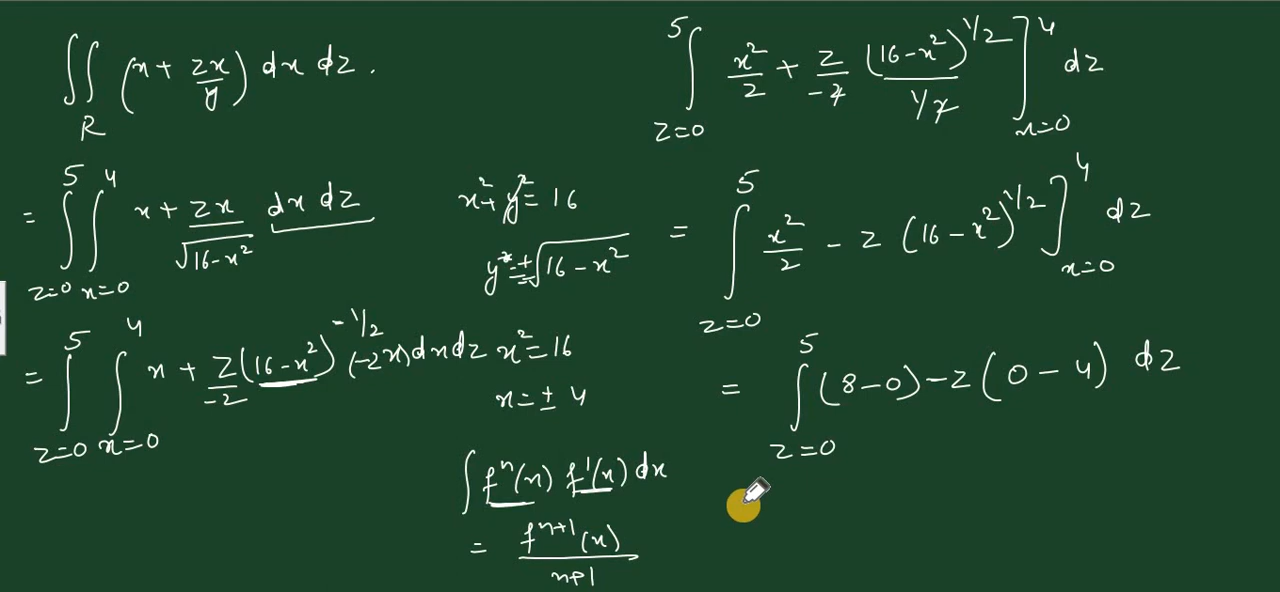 ∬_R (x + zx/y) dx dz.
= ∫_{z=0}^{5} ∫_{x=0}^{4} x + zx/√(16-x²) dx dz
= ∫_{z=0}^{5} ∫_{x=0}^{4} x + z/-2 (16-x²)^{-1/2} (-2x) dx dz
x² + y² = 16
y = ±√(16-x²)
x² = 16
x = ± 4
∫ fⁿ(x) f'(x) dx
= fⁿ⁺¹(x)/n+1
∫_{z=0}^{5} x²/2 + z/-2 (16-x²)^{1/2}/(1/2) ]_{x=0}^{4} dz
= ∫_{z=0}^{5} x²/2 - z (16-x²)^{1/2} ]_{x=0}^{4} dz
= ∫_{z=0}^{5} (8-0) - z (0-4) dz